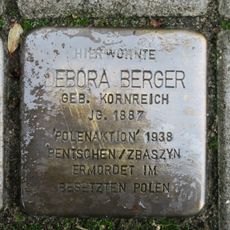 HIER WOHNTE
DEBORA BERGER
GEB. KORNREICH
JG. 1887
'POLENAKTION' 1938
BENTSCHEN/ZBASZYN
ERMORDET IM
BESETZTEN POLEN